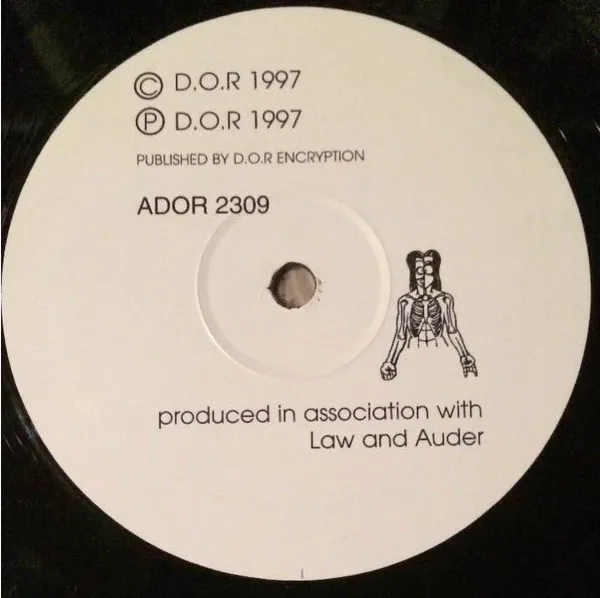 © D.O.R 1997
℗ D.O.R 1997
PUBLISHED BY D.O.R ENCRYPTION
ADOR 2309
produced in association with
Law and Auder